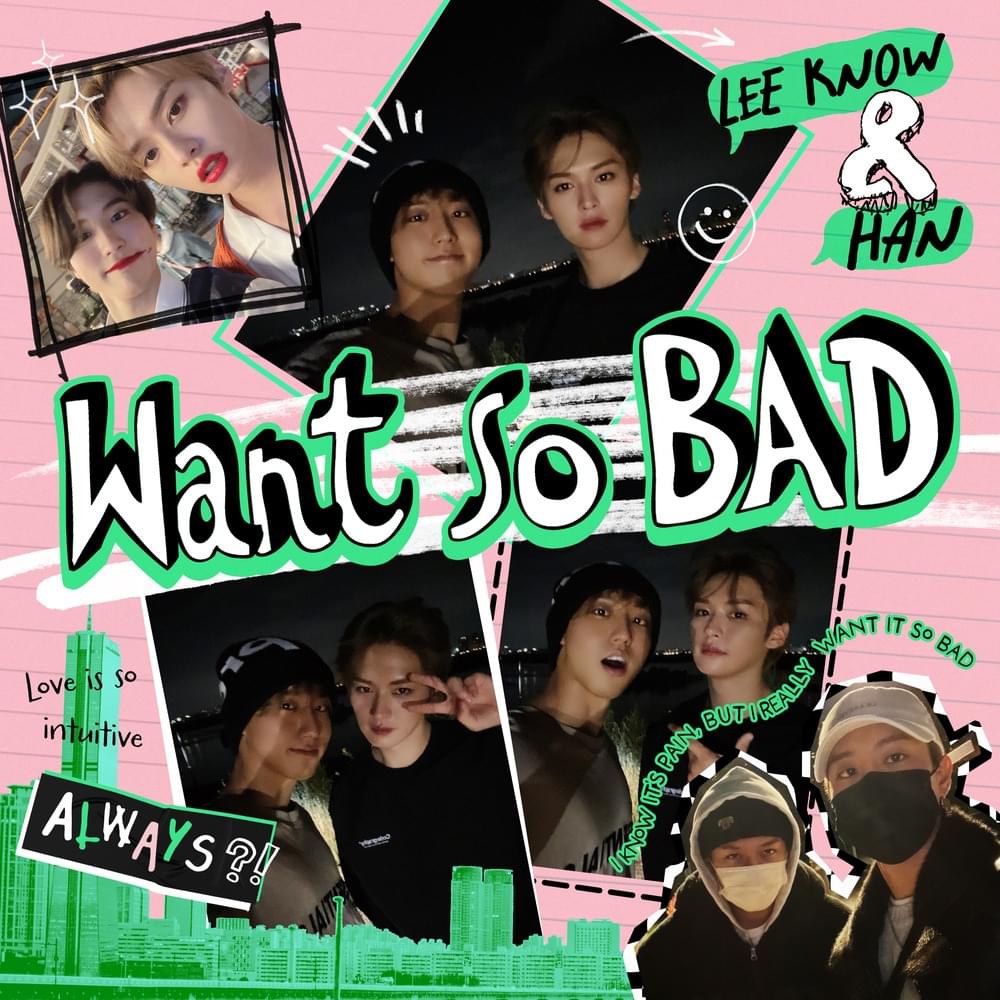 LEE KNOW
&
HAN
Want so BAD
Love is so
intuitive
ALWAYS?!
I KNOW IT'S PAIN, BUT I REALLY WANT IT SO BAD